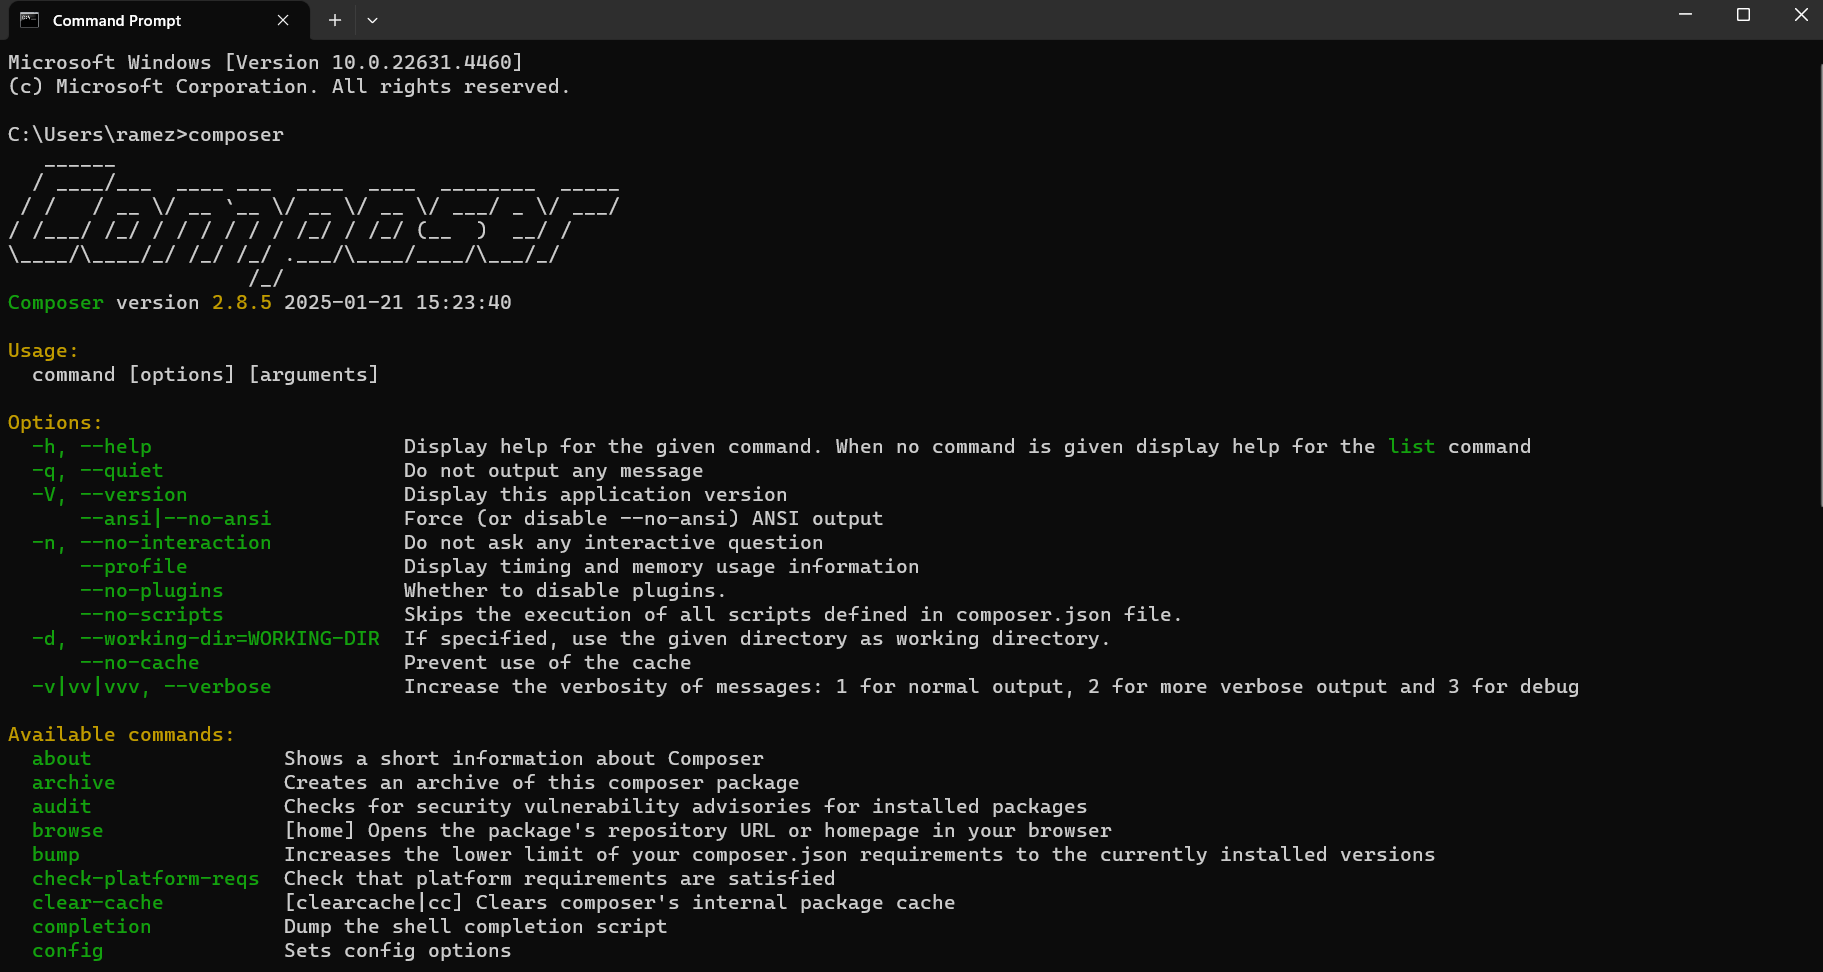 Command Prompt
Microsoft Windows [Version 10.0.22631.4460]
(c) Microsoft Corporation. All rights reserved.
C:\Users\ramez>composer
   ______
  / ____/___  ____ ___  ____  ____  ________  _____
 / /   / __ \/ __ `__ \/ __ \/ __ \/ ___/ _ \/ ___/
/ /___/ /_/ / / / / / / /_/ / /_/ (__  )  __/ /
\____/\____/_/ /_/ /_/ .___/\____/____/\___/_/
                    /_/
Composer version 2.8.5 2025-01-21 15:23:40
Usage:
  command [options] [arguments]
Options:
  -h, --help                     Display help for the given command. When no command is given display help for the list command
  -q, --quiet                    Do not output any message
  -V, --version                  Display this application version
      --ansi|--no-ansi           Force (or disable --no-ansi) ANSI output
  -n, --no-interaction           Do not ask any interactive question
      --profile                  Display timing and memory usage information
      --no-plugins               Whether to disable plugins.
      --no-scripts               Skips the execution of all scripts defined in composer.json file.
  -d, --working-dir=WORKING-DIR  If specified, use the given directory as working directory.
      --no-cache                 Prevent use of the cache
  -v|vv|vvv, --verbose           Increase the verbosity of messages: 1 for normal output, 2 for more verbose output and 3 for debug
Available commands:
  about                Shows a short information about Composer
  archive              Creates an archive of this composer package
  audit                Checks for security vulnerability advisories for installed packages
  browse               [home] Opens the package's repository URL or homepage in your browser
  bump                 Increases the lower limit of your composer.json requirements to the currently installed versions
  check-platform-reqs  Check that platform requirements are satisfied
  clear-cache          [clearcache|cc] Clears composer's internal package cache
  completion           Dump the shell completion script
  config               Sets config options